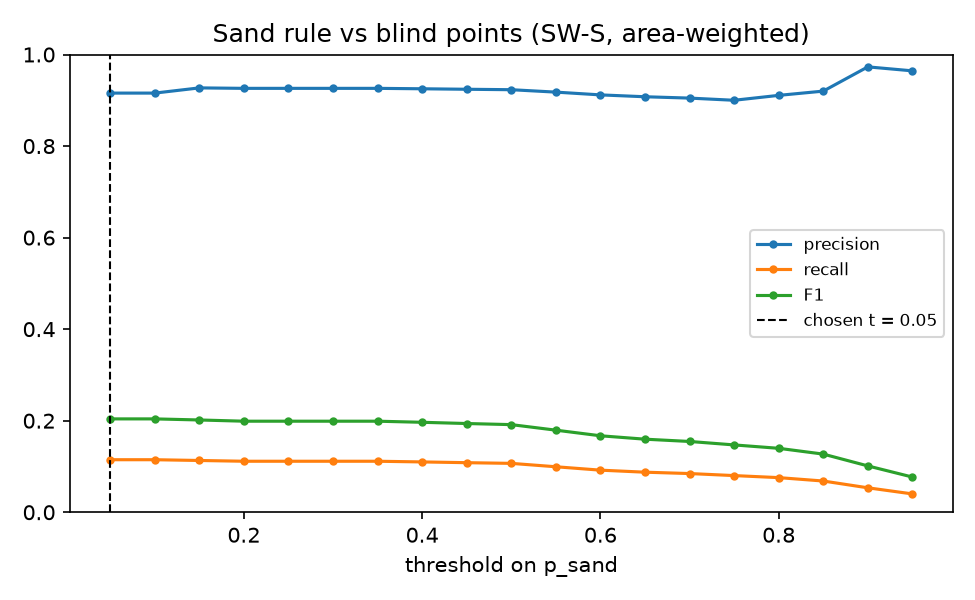 Sand rule vs blind points (SW-S, area-weighted)
1.0
0.8
0.6
0.4
0.2
0.0
precision
recall
F1
chosen t = 0.05
0.2 0.4 0.6 0.8
threshold on p_sand